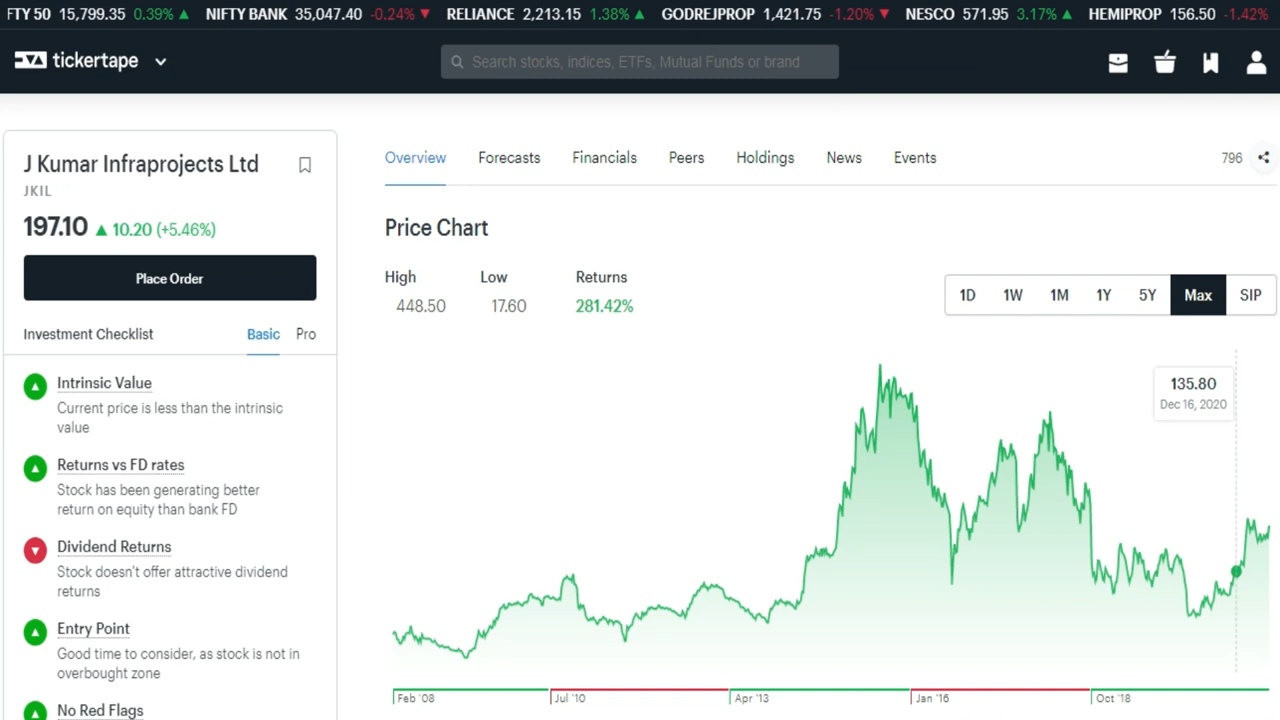 FTY 50 15,799.35 0.39% ▲ NIFTY BANK 35,047.40 -0.24% ▼ RELIANCE 2,213.15 1.38% ▲ GODREJPROP 1,421.75 -1.20% ▼ NESCO 571.95 3.17% ▲ HEMIPROP 156.50 -1.42%
tickertape
Search stocks, indices, ETFs, Mutual Funds or brand
J Kumar Infraprojects Ltd
JKIL
197.10 ▲ 10.20 (+5.46%)
Place Order
Investment Checklist Basic Pro
Intrinsic Value
Current price is less than the intrinsic
value
Returns vs FD rates
Stock has been generating better
return on equity than bank FD
Dividend Returns
Stock doesn't offer attractive dividend
returns
Entry Point
Good time to consider, as stock is not in
overbought zone
No Red Flags
Overview Forecasts Financials Peers Holdings News Events 796
Price Chart
High Low Returns
448.50 17.60 281.42%
1D 1W 1M 1Y 5Y Max SIP
135.80
Dec 16, 2020
Feb '08 Jul '10 Apr '13 Jan '16 Oct '18